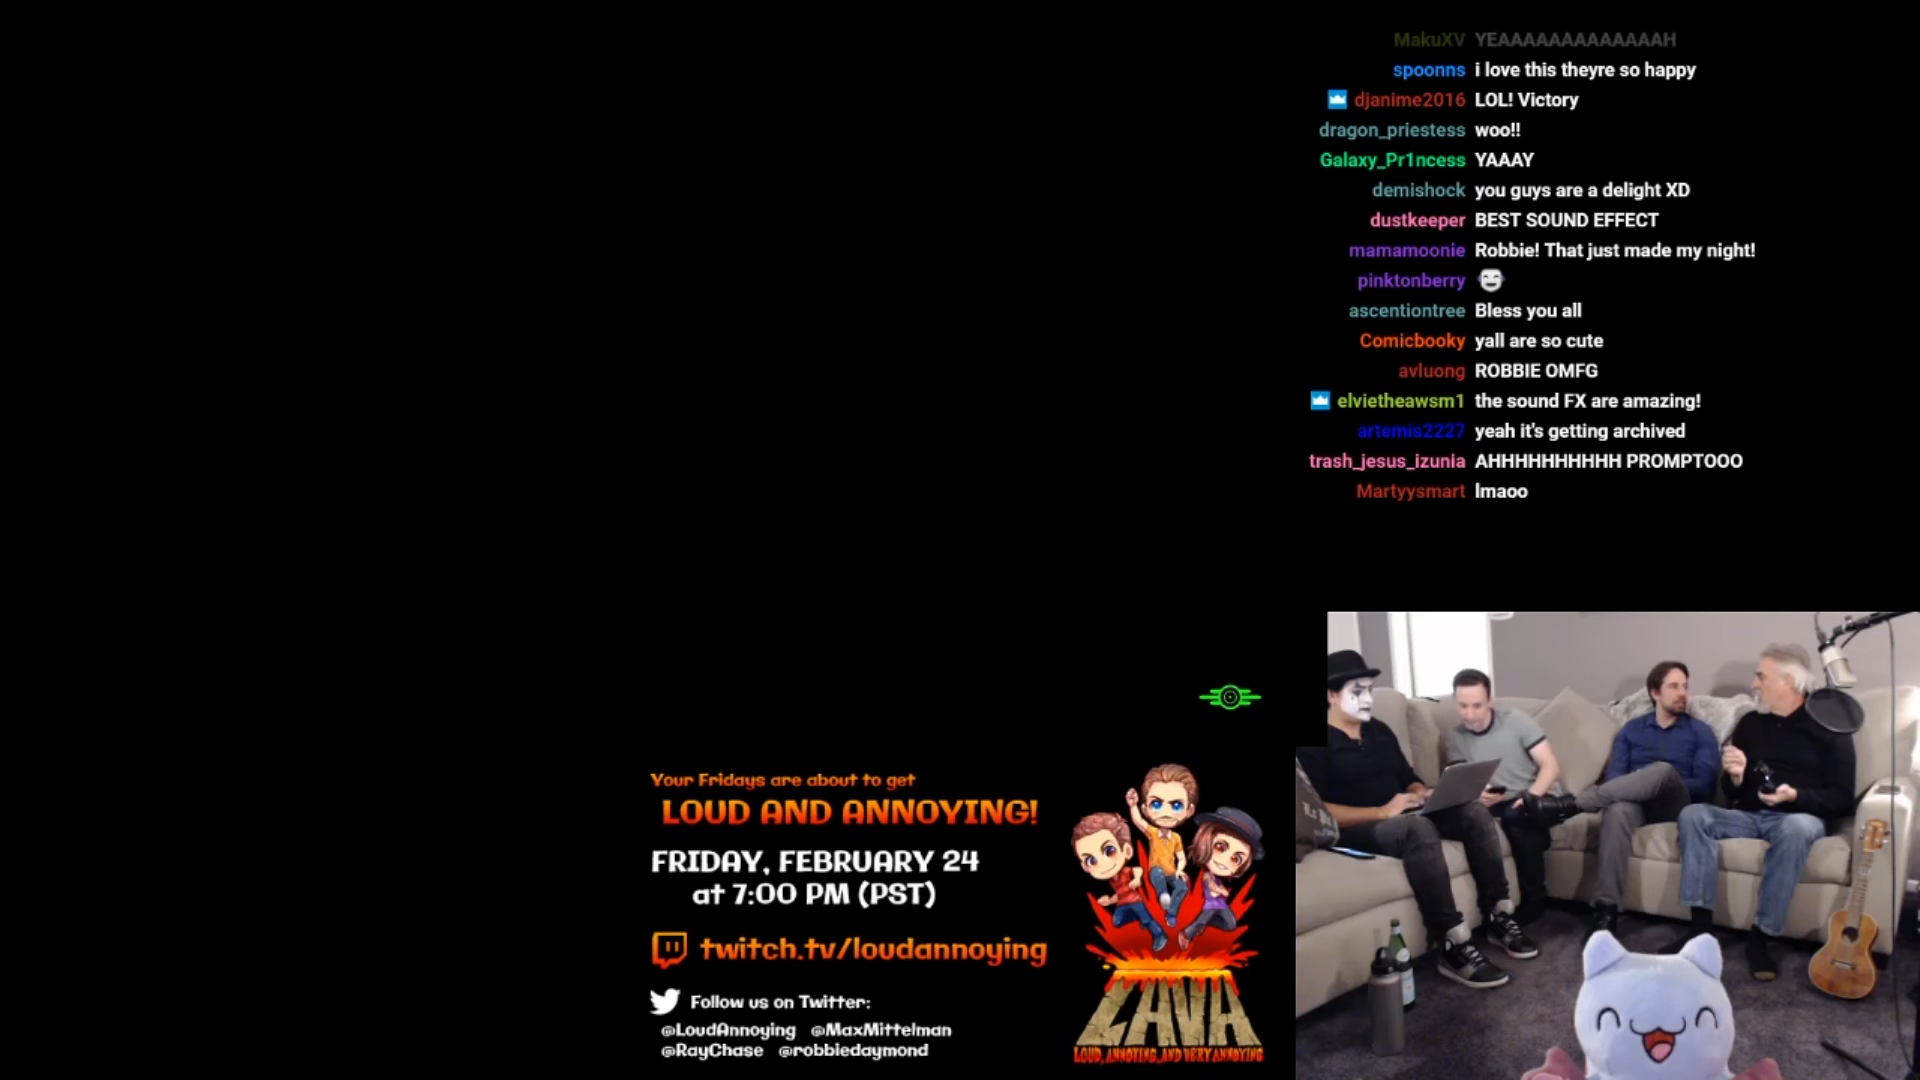 MakuXV YEAAAAAAAAAAAAAH
spoonns i love this theyre so happy
djanime2016 LOL! Victory
dragon_priestess woo!!
Galaxy_Pr1ncess YAAAY
demishock you guys are a delight XD
dustkeeper BEST SOUND EFFECT
mamamoonie Robbie! That just made my night!
pinktonberry
ascentiontree Bless you all
Comicbooky yall are so cute
avluong ROBBIE OMFG
elvietheawsm1 the sound FX are amazing!
artemis2227 yeah it's getting archived
trash_jesus_izunia AHHHHHHHHHH PROMPTOOO
Martyysmart lmaoo
Your Fridays are about to get
LOUD AND ANNOYING!
FRIDAY, FEBRUARY 24
at 7:00 PM (PST)
twitch.tv/loudannoying
Follow us on Twitter:
@LoudAnnoying @MaxMittelman
@RayChase @robbiedaymond
LAVA
LOUD, ANNOYING, AND VERY ANNOYING